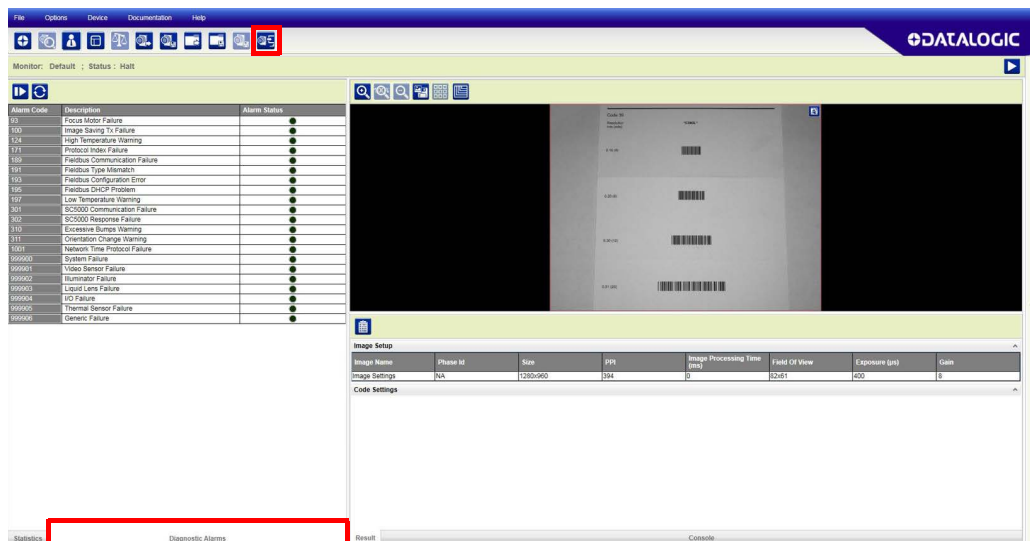 File Options Device Documentation Help
DATALOGIC
Monitor: Default ; Status : Halt
Alarm Code Description Alarm Status
93 Focus Motor Failure
100 Image Saving Tx Failure
124 High Temperature Warning
171 Protocol Index Failure
189 Fieldbus Communication Failure
191 Fieldbus Type Mismatch
193 Fieldbus Configuration Error
195 Fieldbus DHCP Problem
197 Low Temperature Warning
301 SC5000 Communication Failure
302 SC5000 Response Failure
310 Excessive Bumps Warning
311 Orientation Change Warning
1001 Network Time Protocol Failure
999900 System Failure
999901 Video Sensor Failure
999902 Illuminator Failure
999903 Liquid Lens Failure
999904 I/O Failure
999905 Thermal Sensor Failure
999906 Generic Failure
Statistics Diagnostic Alarms
Code 39
Image Setup
Image Name Phase Id Size PPI Image Processing Time (ms) Field Of View Exposure (µs) Gain
Image Settings NA 1280x960 394 0 82x61 400 8
Code Settings
Result Console